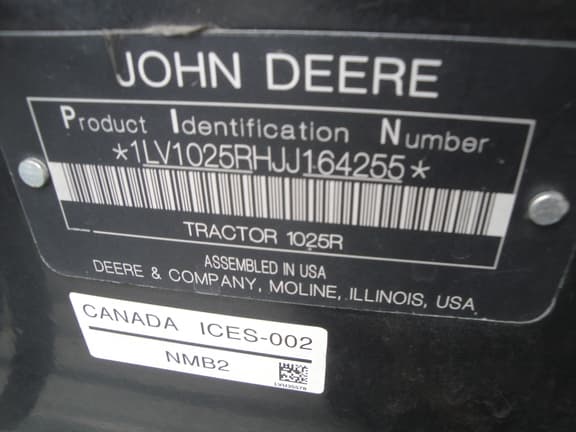 JOHN DEERE
Product Identification Number
*1LV1025RHJJ164255*
TRACTOR 1025R
ASSEMBLED IN USA
DEERE & COMPANY, MOLINE, ILLINOIS, USA
CANADA ICES-002
NMB2